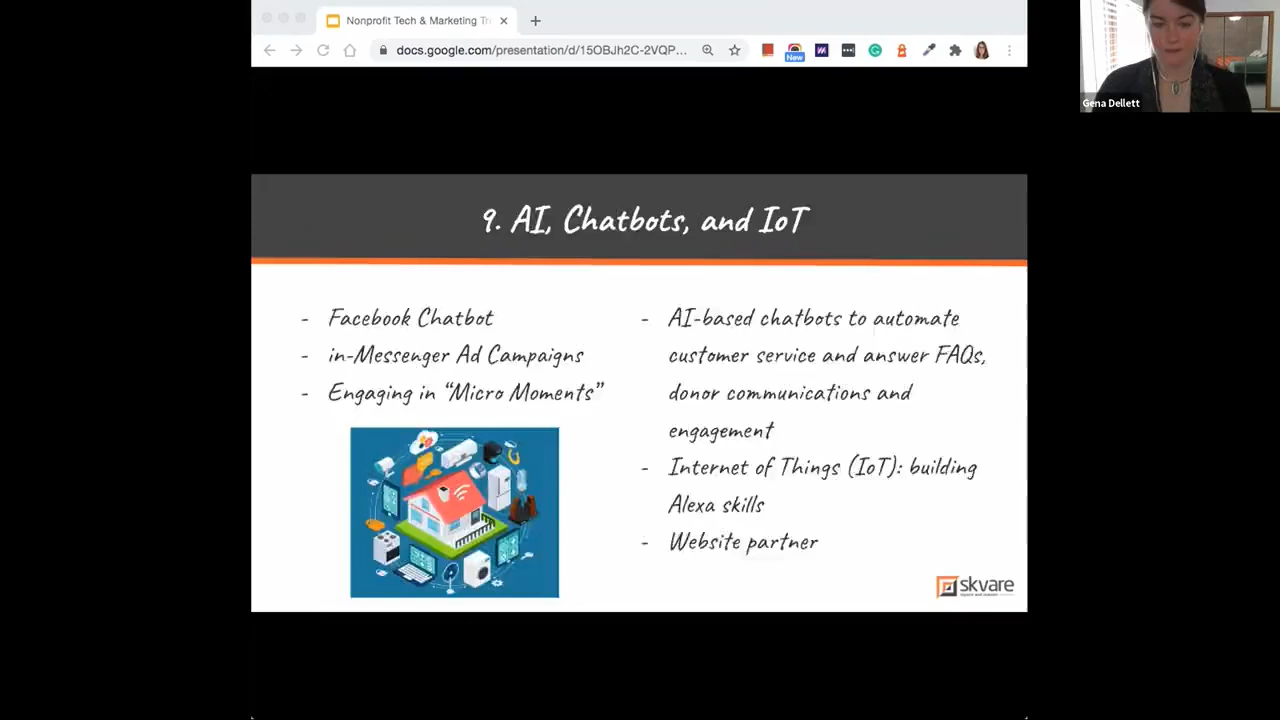 Nonprofit Tech & Marketing Tr
docs.google.com/presentation/d/15OBJh2C-2VQP...
New
Gena Dellett
9. AI, Chatbots, and IoT
- Facebook Chatbot
- in-Messenger Ad Campaigns
- Engaging in “Micro Moments”
- AI-based chatbots to automate
customer service and answer FAQs,
donor communications and
engagement
- Internet of Things (IoT): building
Alexa skills
- Website partner
skvare